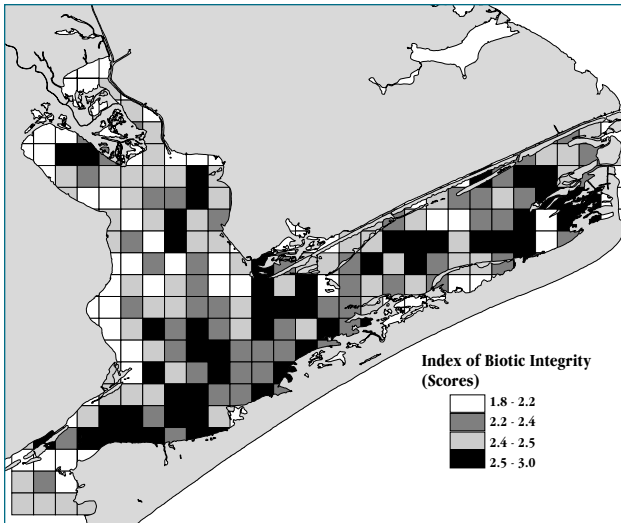 Index of Biotic Integrity
(Scores)
1.8 - 2.2
2.2 - 2.4
2.4 - 2.5
2.5 - 3.0